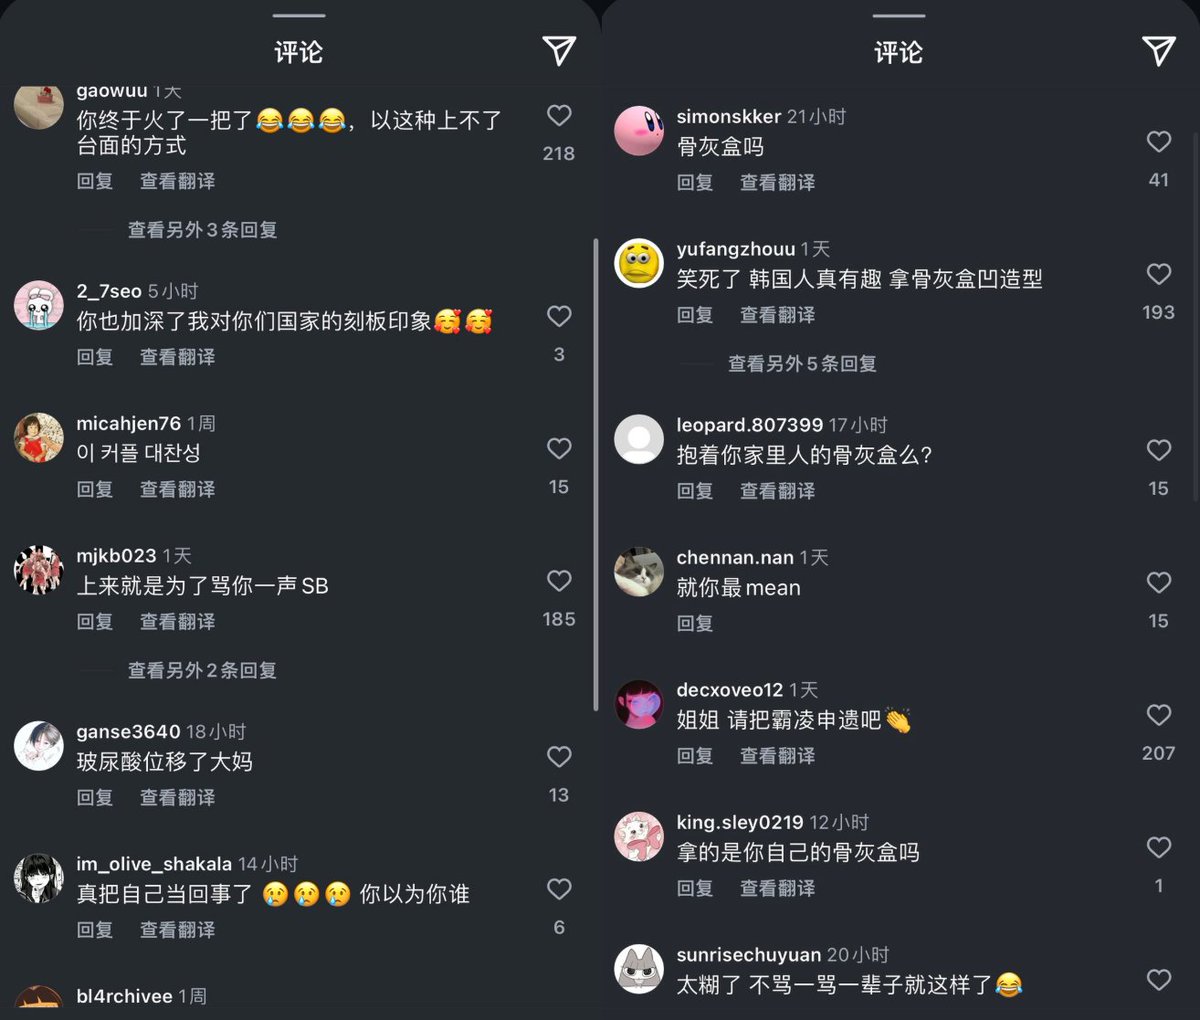 评论
gaowuu 1天
你终于火了一把了😂😂😂，以这种上不了
台面的方式
218
回复 查看翻译
查看另外3条回复
2_7seo 5小时
你也加深了我对你们国家的刻板印象🥰🥰
3
回复 查看翻译
micahjen76 1周
이 커플 대찬성
15
回复 查看翻译
mjkb023 1天
上来就是为了骂你一声SB
185
回复 查看翻译
查看另外2条回复
ganse3640 18小时
玻尿酸位移了大妈
13
回复 查看翻译
im_olive_shakala 14小时
真把自己当回事了 😢😢😢 你以为你谁
6
回复 查看翻译
bl4rchivee 1周
评论
simonskker 21小时
骨灰盒吗
41
回复 查看翻译
yufangzhouu 1天
笑死了 韩国人真有趣 拿骨灰盒凹造型
193
回复 查看翻译
查看另外5条回复
leopard.807399 17小时
抱着你家里人的骨灰盒么?
15
回复 查看翻译
chennan.nan 1天
就你最mean
15
回复
decxoveo12 1天
姐姐 请把霸凌申遗吧👏
207
回复 查看翻译
king.sley0219 12小时
拿的是你自己的骨灰盒吗
1
回复 查看翻译
sunrisechuyuan 20小时
太糊了 不骂一骂一辈子就这样了😂